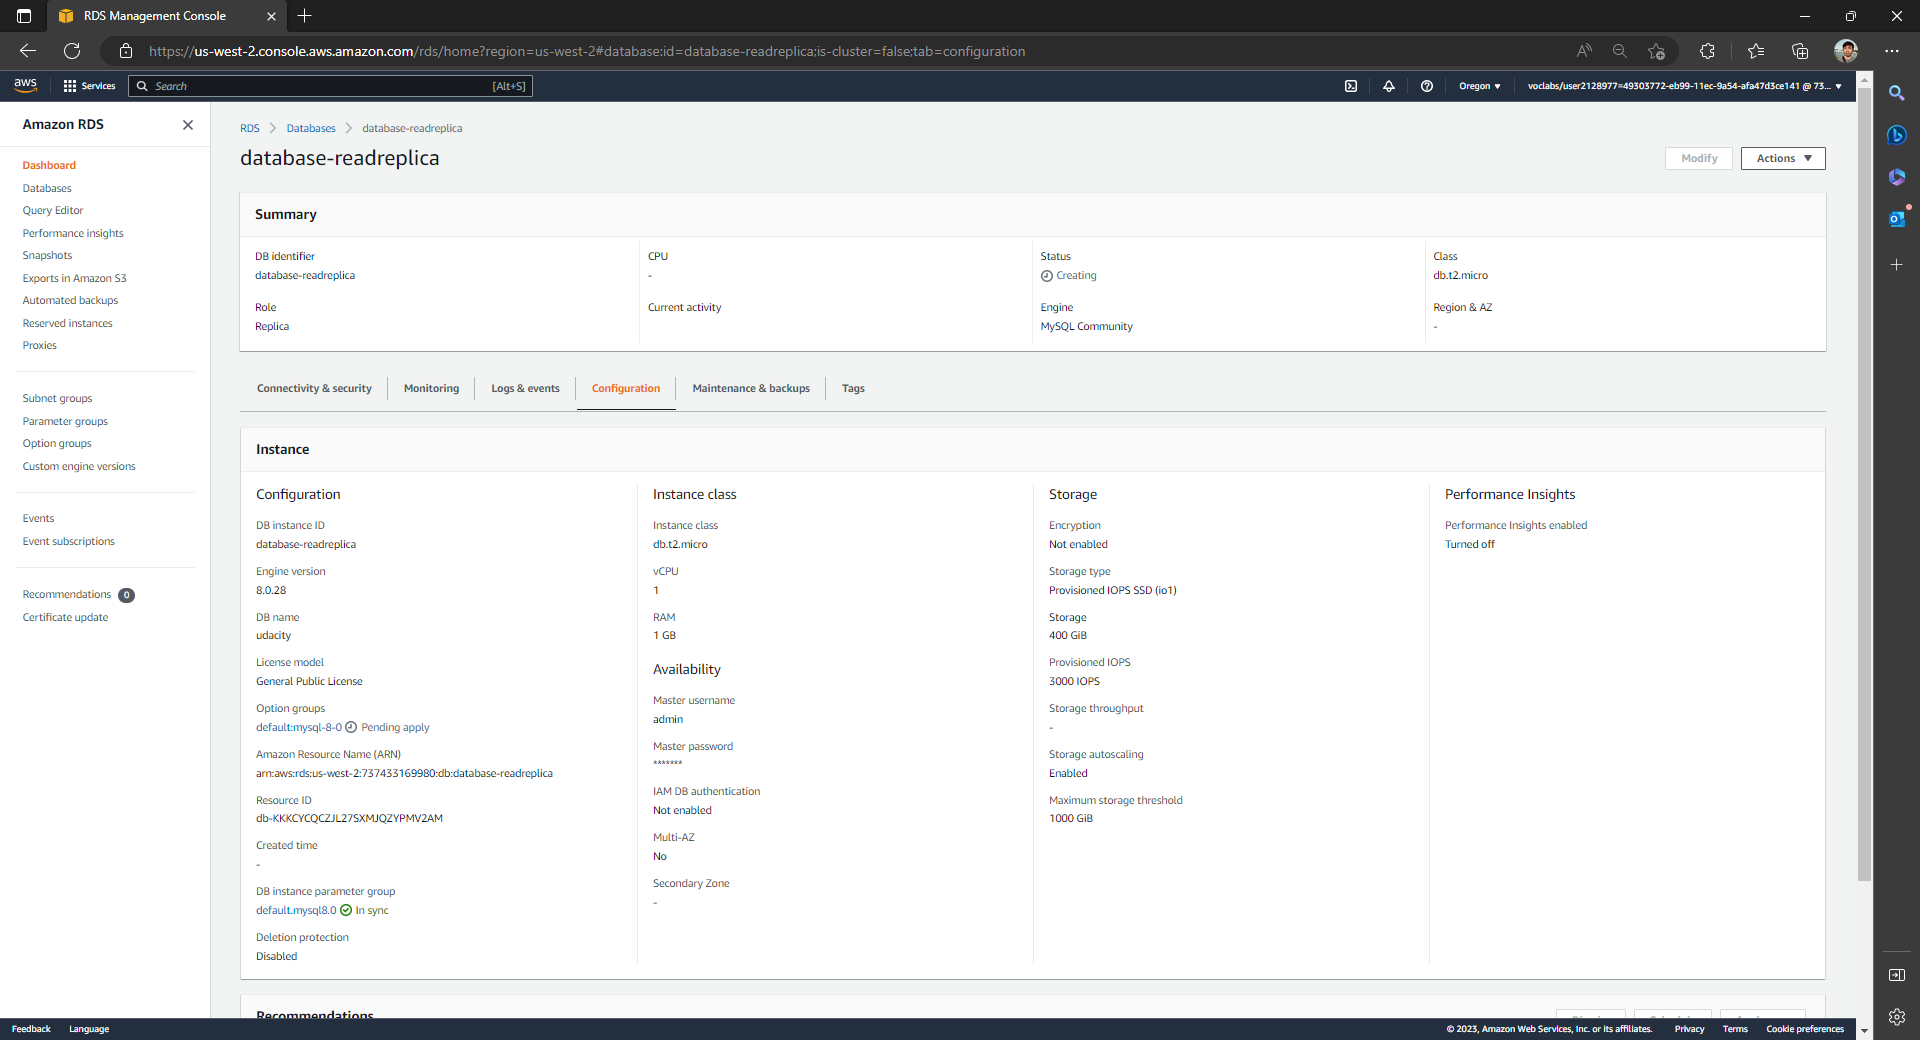 RDS Management Console
https://us-west-2.console.aws.amazon.com/rds/home?region=us-west-2#database:id=database-readreplica;is-cluster=false;tab=configuration
aws
Services
Search
[Alt+S]
Oregon
voclabs/user2128977=49303772-eb99-11ec-9a54-afa47d3ce141 @ 73...
Amazon RDS
Dashboard
Databases
Query Editor
Performance insights
Snapshots
Exports in Amazon S3
Automated backups
Reserved instances
Proxies
Subnet groups
Parameter groups
Option groups
Custom engine versions
Events
Event subscriptions
Recommendations 0
Certificate update
RDS
Databases
database-readreplica
database-readreplica
Modify
Actions
Summary
DB identifier
database-readreplica
Role
Replica
CPU
-
Current activity
Status
Creating
Engine
MySQL Community
Class
db.t2.micro
Region & AZ
-
Connectivity & security
Monitoring
Logs & events
Configuration
Maintenance & backups
Tags
Instance
Configuration
DB instance ID
database-readreplica
Engine version
8.0.28
DB name
udacity
License model
General Public License
Option groups
default:mysql-8-0 Pending apply
Amazon Resource Name (ARN)
arn:aws:rds:us-west-2:737433169980:db:database-readreplica
Resource ID
db-KKKCYCQCZJL27SXMJQZYPMV2AM
Created time
-
DB instance parameter group
default.mysql8.0 In sync
Deletion protection
Disabled
Instance class
Instance class
db.t2.micro
vCPU
1
RAM
1 GB
Availability
Master username
admin
Master password
*******
IAM DB authentication
Not enabled
Multi-AZ
No
Secondary Zone
-
Storage
Encryption
Not enabled
Storage type
Provisioned IOPS SSD (io1)
Storage
400 GiB
Provisioned IOPS
3000 IOPS
Storage throughput
-
Storage autoscaling
Enabled
Maximum storage threshold
1000 GiB
Performance Insights
Performance Insights enabled
Turned off
Recommendations
Feedback
Language
© 2023, Amazon Web Services, Inc. or its affiliates.
Privacy
Terms
Cookie preferences